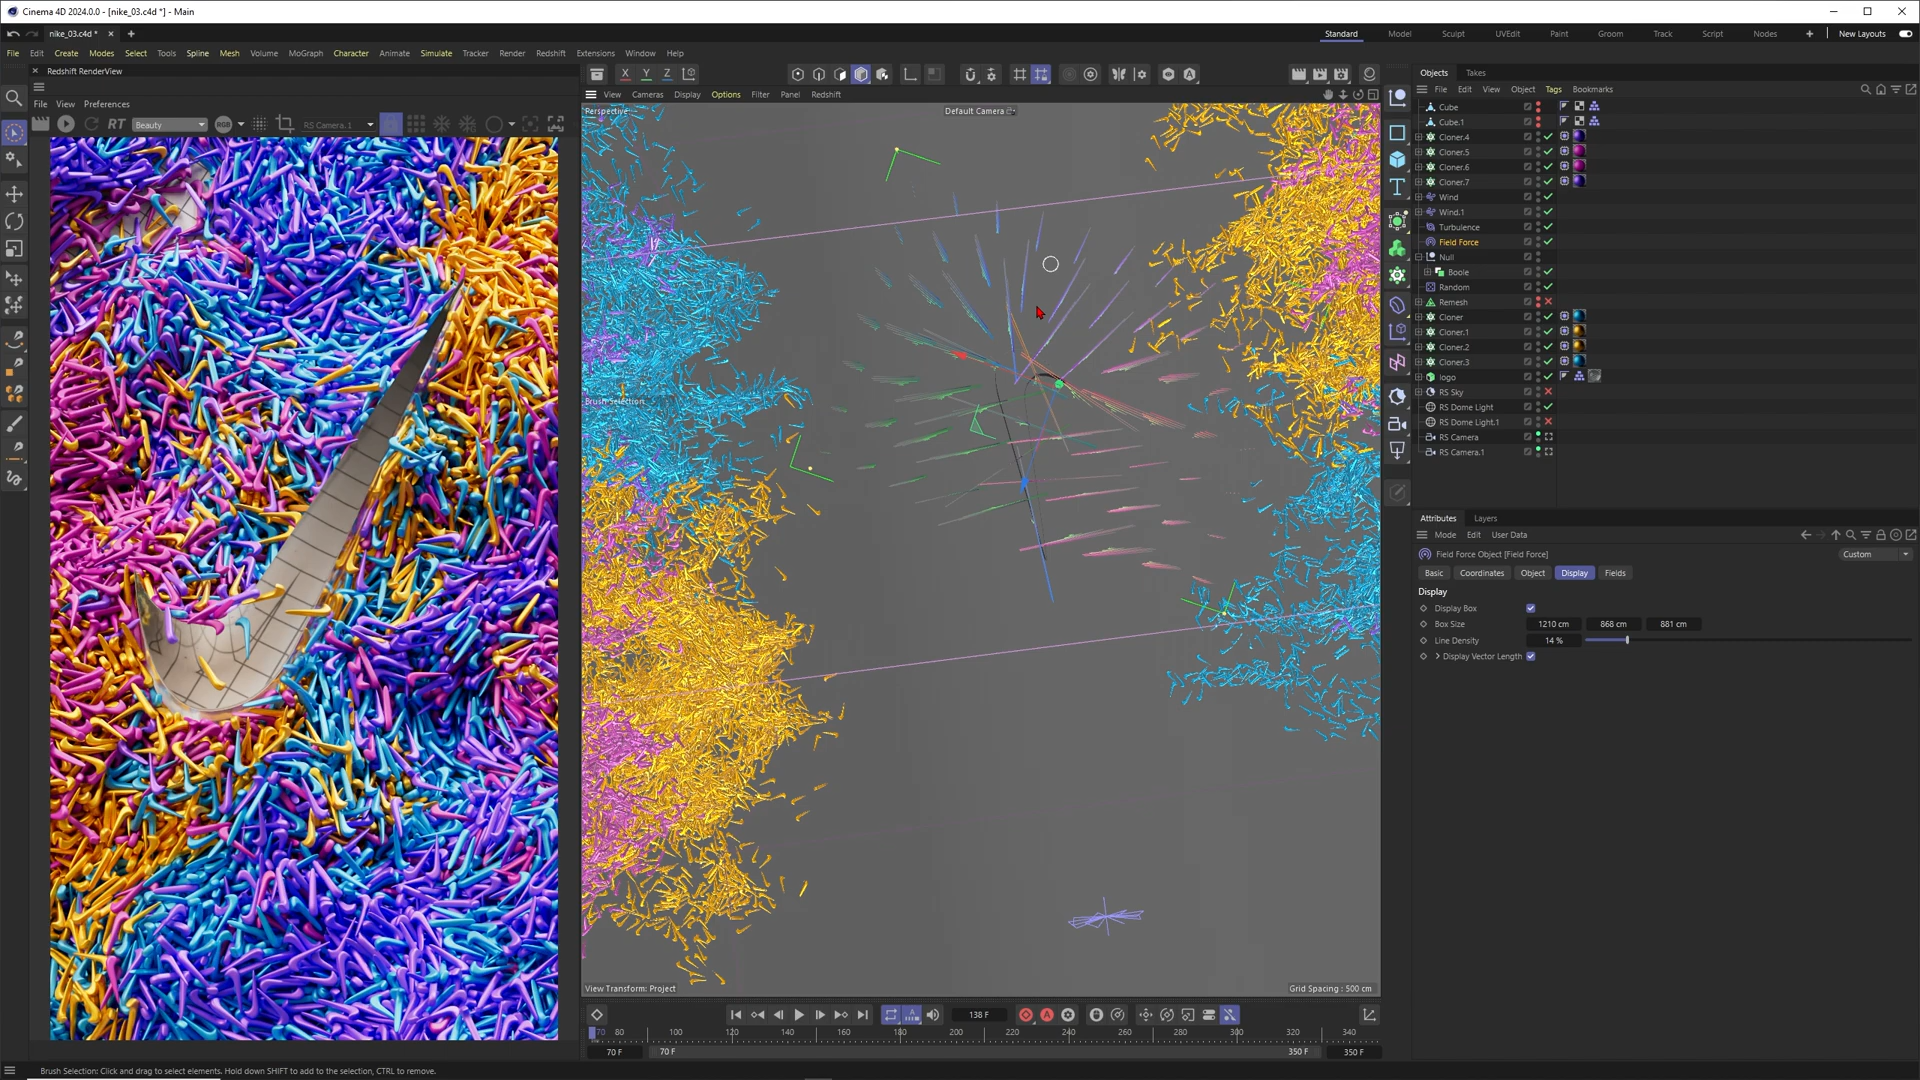 Cinema 4D 2024.0.0 - [nike_03.c4d *] - Main
nike_03.c4d *
Standard Model Sculpt UVEdit Paint Groom Track Script Nodes New Layouts
File Edit Create Modes Select Tools Spline Mesh Volume MoGraph Character Animate Simulate Tracker Render Redshift Extensions Window Help
Redshift RenderView
File View Preferences
RT Beauty RGB RS Camera.1
X Y Z
View Cameras Display Options Filter Panel Redshift
Perspective
Default Camera
Brush Selection
View Transform: Project
Grid Spacing : 500 cm
Objects Takes
File Edit View Object Tags Bookmarks
Cube
Cube.1
Cloner.4
Cloner.5
Cloner.6
Cloner.7
Wind
Wind.1
Turbulence
Field Force
Null
Boole
Random
Remesh
Cloner
Cloner.1
Cloner.2
Cloner.3
logo
RS Sky
RS Dome Light
RS Dome Light.1
RS Camera
RS Camera.1
Attributes Layers
Mode Edit User Data
Field Force Object [Field Force]
Custom
Basic Coordinates Object Display Fields
Display
Display Box
Box Size 1210 cm 868 cm 881 cm
Line Density 14 %
Display Vector Length
138 F
70 80 100 120 140 160 180 200 220 240 260 280 300 320 340
70 F 70 F 350 F 350 F
Brush Selection: Click and drag to select elements. Hold down SHIFT to add to the selection, CTRL to remove.